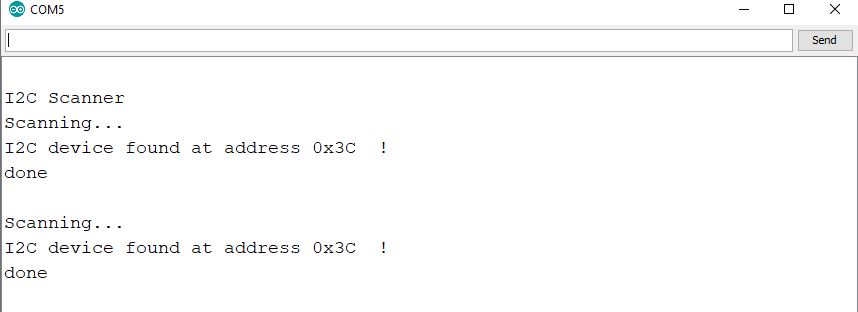 COM5
Send
I2C Scanner
Scanning...
I2C device found at address 0x3C  !
done
Scanning...
I2C device found at address 0x3C  !
done